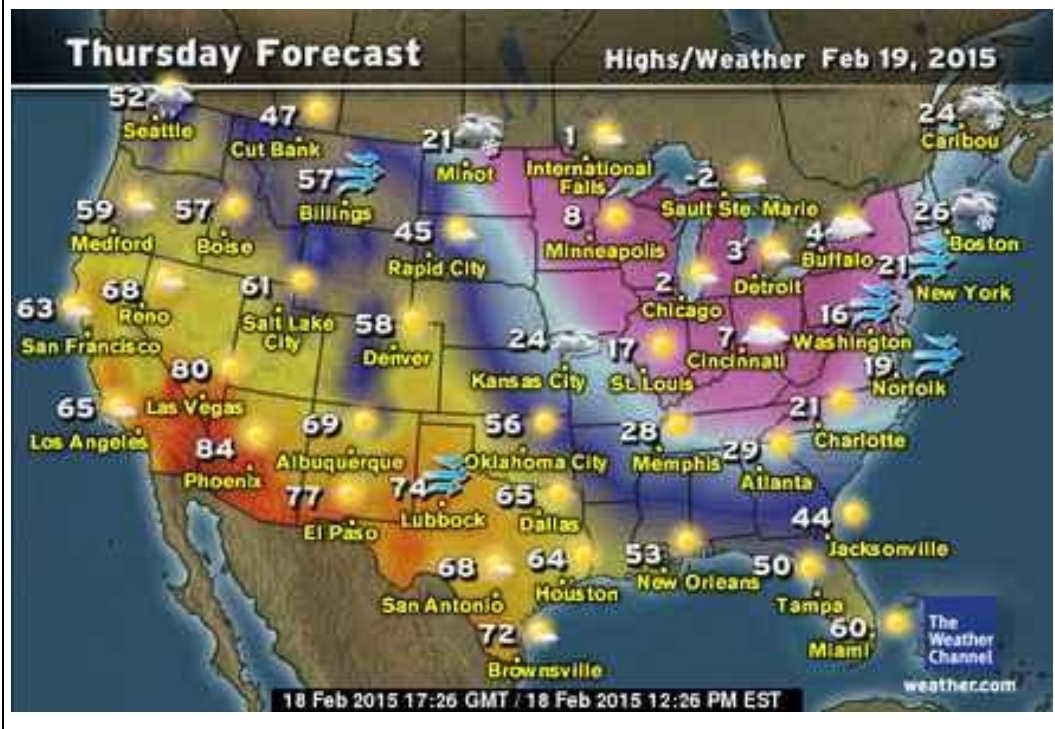 Thursday Forecast
Highs/Weather Feb 19, 2015
52
Seattle
47
Cut Bank
21
Minot
1
International
Falls
-2
Sault Ste. Marie
24
Caribou
57
Billings
59
Medford
57
Boise
45
Rapid City
8
Minneapolis
3
Detroit
4
Buffalo
26
Boston
21
New York
63
San Francisco
68
Reno
61
Salt Lake
City
58
Denver
24
Kansas City
2
Chicago
17
St. Louis
7
Cincinnati
16
Washington
19
Norfolk
80
Las Vegas
65
Los Angeles
84
Phoenix
69
Albuquerque
56
Oklahoma City
28
Memphis
29
Atlanta
21
Charlotte
77
El Paso
74
Lubbock
65
Dallas
44
Jacksonville
68
San Antonio
64
Houston
53
New Orleans
50
Tampa
72
Brownsville
60
Miami
The
Weather
Channel
weather.com
18 Feb 2015 17:26 GMT / 18 Feb 2015 12:26 PM EST